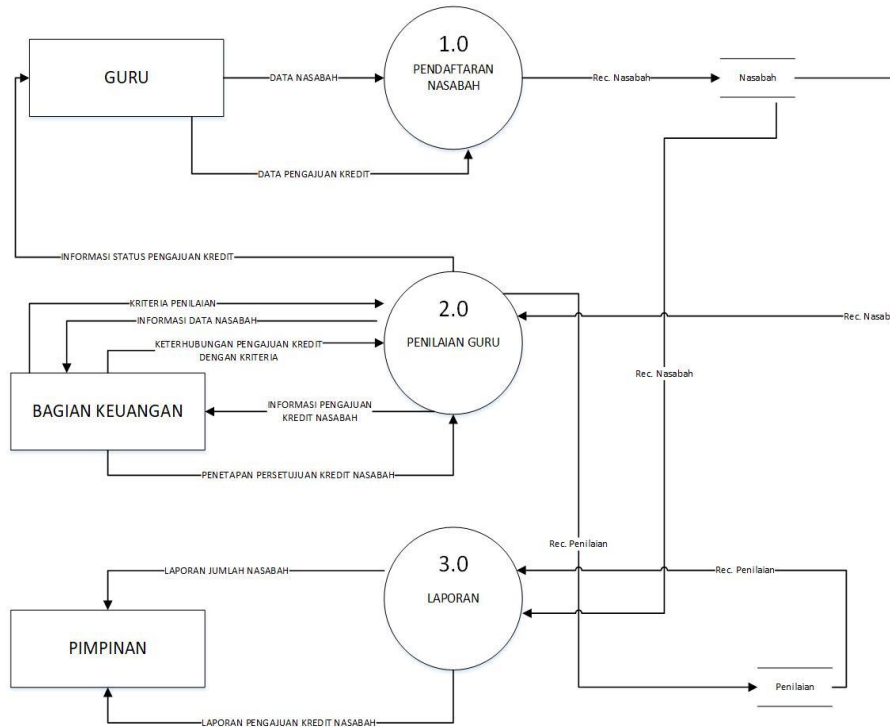 GURU
DATA NASABAH
1.0
PENDAFTARAN
NASABAH
Rec. Nasabah
Nasabah
DATA PENGAJUAN KREDIT
INFORMASI STATUS PENGAJUAN KREDIT
KRITERIA PENILAIAN
INFORMASI DATA NASABAH
KETERHUBUNGAN PENGAJUAN KREDIT
DENGAN KRITERIA
2.0
PENILAIAN GURU
Rec. Nasab
Rec. Nasabah
BAGIAN KEUANGAN
INFORMASI PENGAJUAN
KREDIT NASABAH
PENETAPAN PERSETUJUAN KREDIT NASABAH
Rec. Penilaian
3.0
LAPORAN
LAPORAN JUMLAH NASABAH
Rec. Penilaian
PIMPINAN
Penilaian
LAPORAN PENGAJUAN KREDIT NASABAH